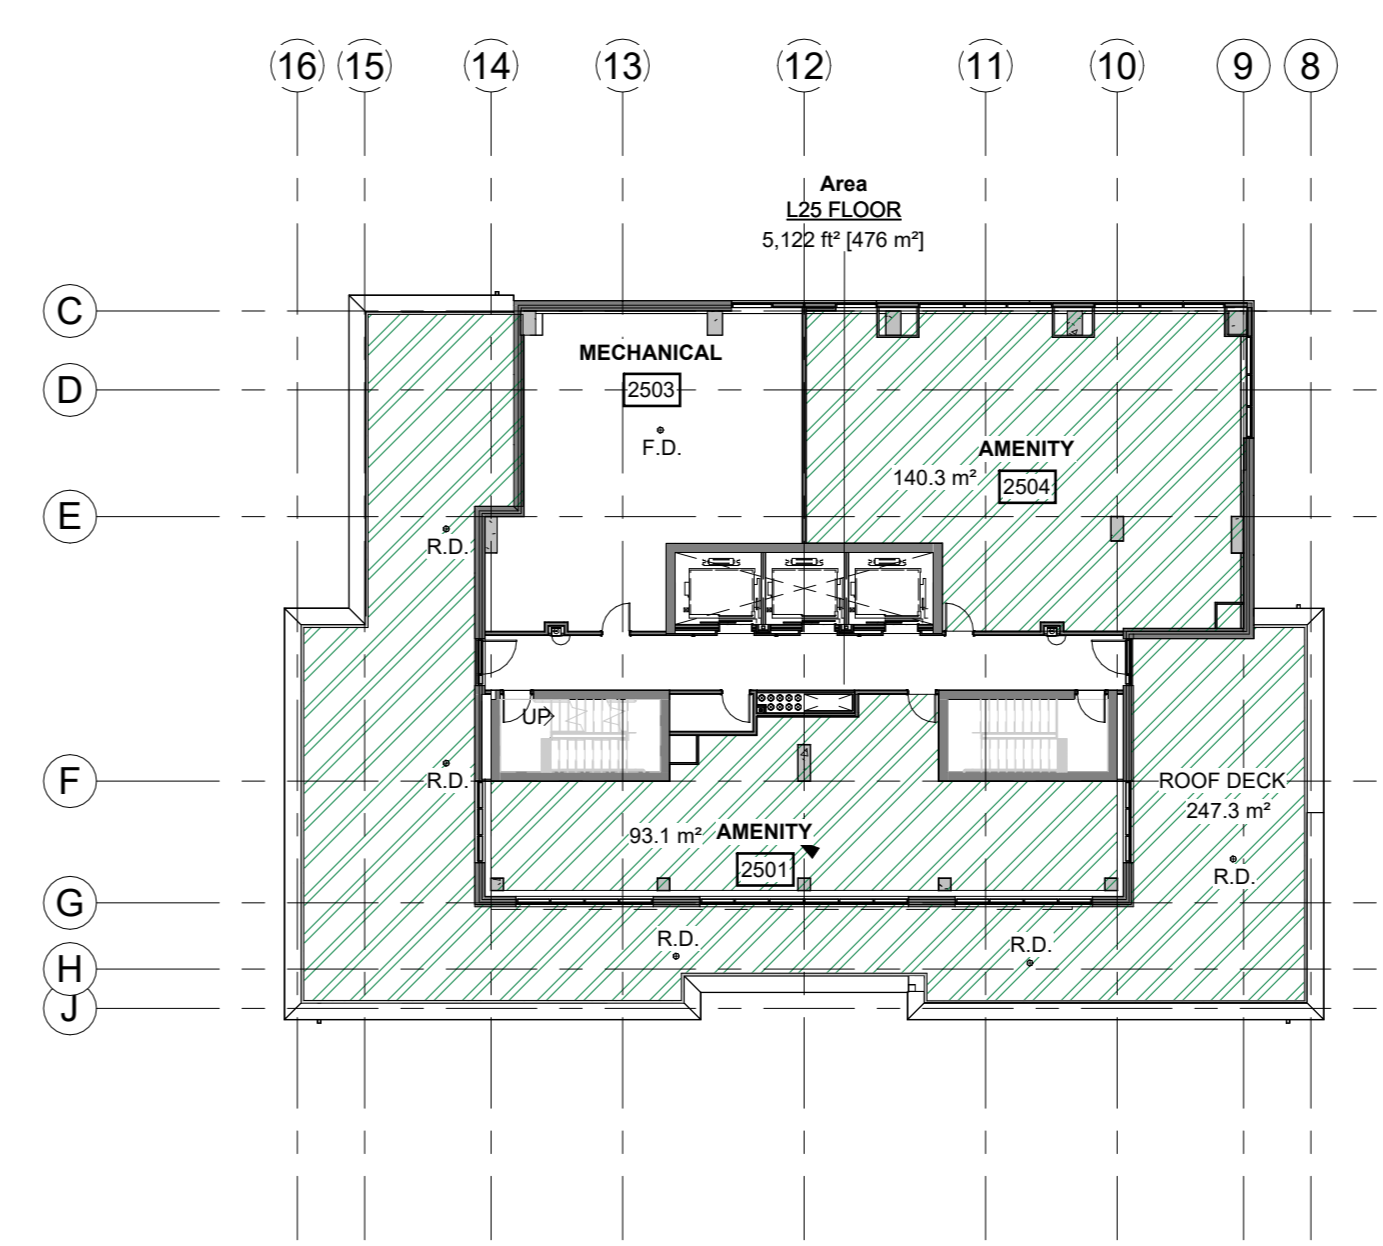 16 15 14 13 12 11 10 9 8
Area
L25 FLOOR
5,122 ft² [476 m²]
C
MECHANICAL
2503
D
F.D.
AMENITY
140.3 m²
2504
E
R.D.
UP
F
R.D.
ROOF DECK
247.3 m²
93.1 m²
AMENITY
2501
R.D.
G
R.D.
R.D.
H
J